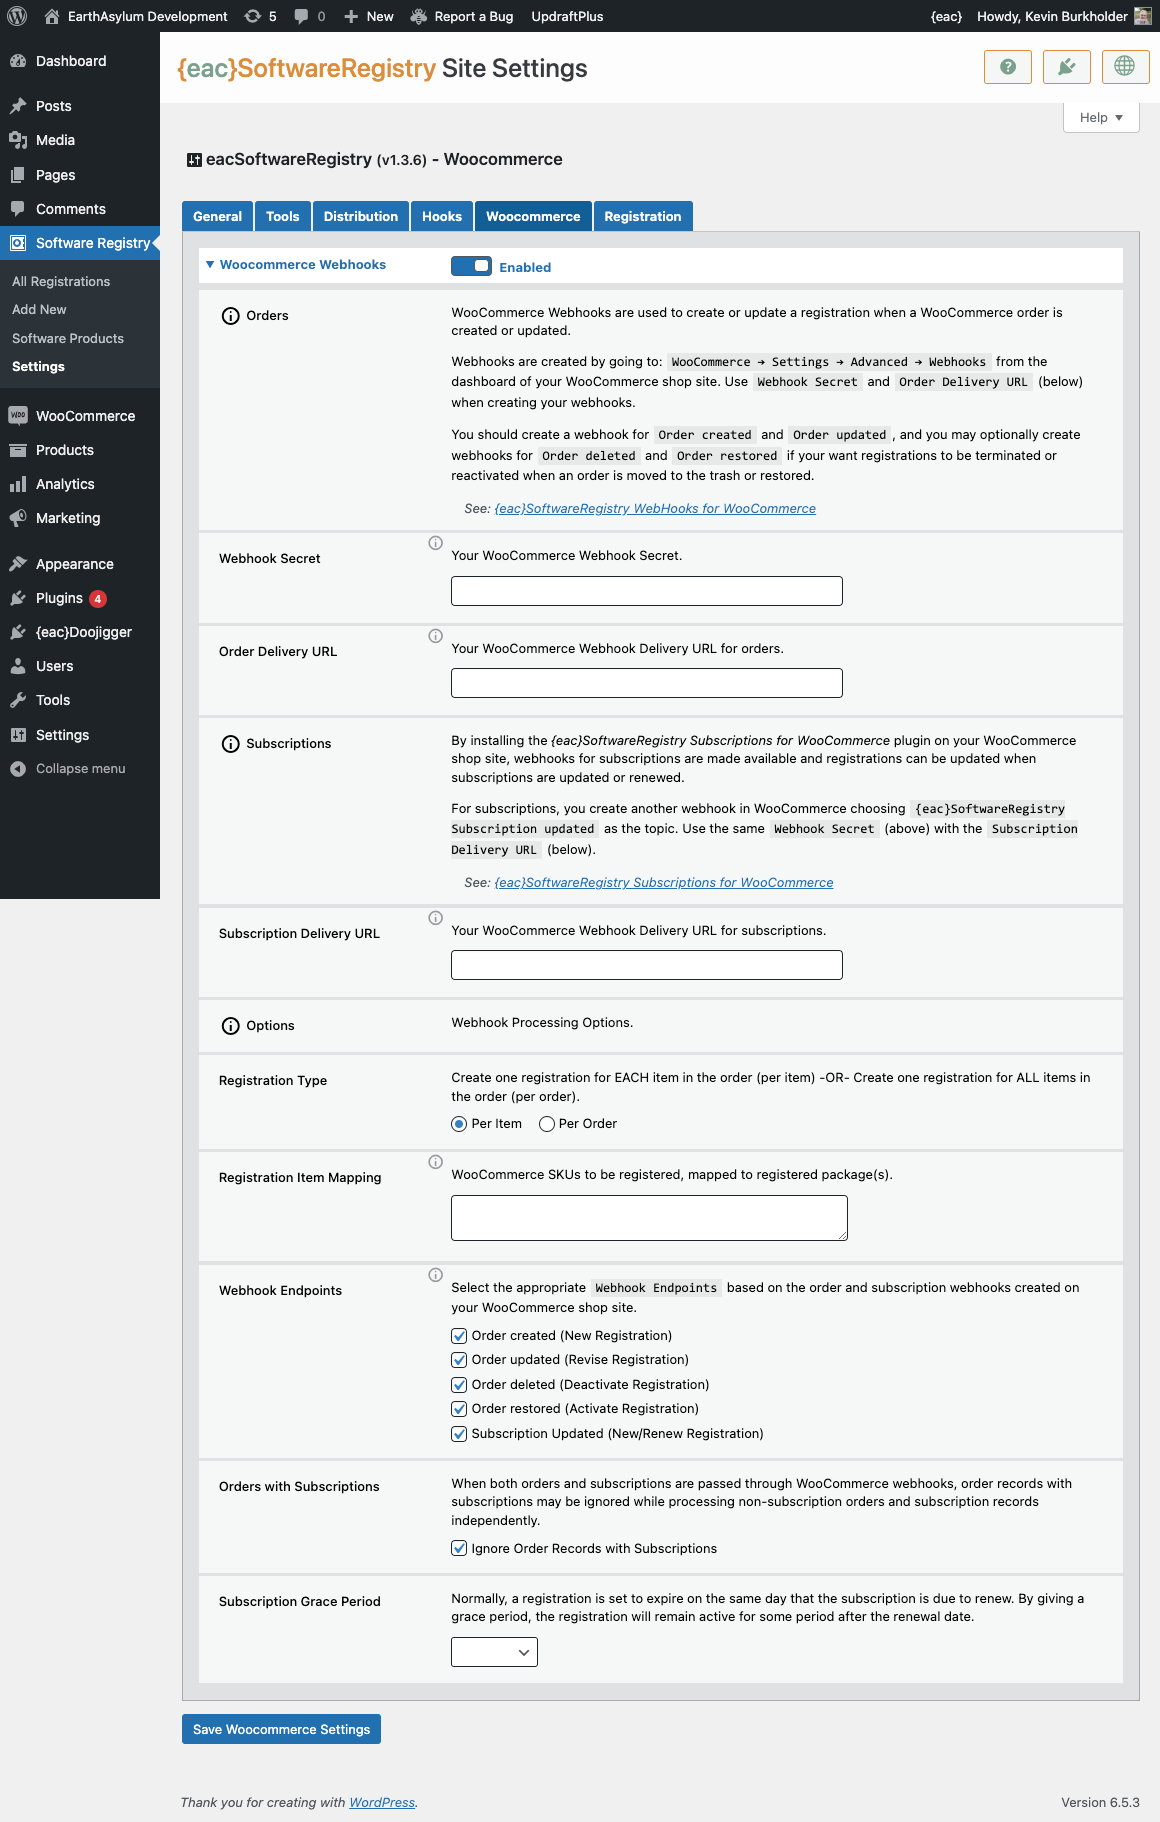 EarthAsylum Development 5 0 New Report a Bug UpdraftPlus {eac} Howdy, Kevin Burkholder
Dashboard
Posts
Media
Pages
Comments
Software Registry
All Registrations
Add New
Software Products
Settings
WooCommerce
Products
Analytics
Marketing
Appearance
Plugins 4
{eac}Doojigger
Users
Tools
Settings
Collapse menu
{eac}SoftwareRegistry Site Settings
Help
eacSoftwareRegistry (v1.3.6) - Woocommerce
General Tools Distribution Hooks Woocommerce Registration
Woocommerce Webhooks Enabled
Orders
WooCommerce Webhooks are used to create or update a registration when a WooCommerce order is
created or updated.
Webhooks are created by going to: WooCommerce → Settings → Advanced → Webhooks from the
dashboard of your WooCommerce shop site. Use Webhook Secret and Order Delivery URL (below)
when creating your webhooks.
You should create a webhook for Order created and Order updated , and you may optionally create
webhooks for Order deleted and Order restored if your want registrations to be terminated or
reactivated when an order is moved to the trash or restored.
See: {eac}SoftwareRegistry WebHooks for WooCommerce
Webhook Secret
Your WooCommerce Webhook Secret.
Order Delivery URL
Your WooCommerce Webhook Delivery URL for orders.
Subscriptions
By installing the {eac}SoftwareRegistry Subscriptions for WooCommerce plugin on your WooCommerce
shop site, webhooks for subscriptions are made available and registrations can be updated when
subscriptions are updated or renewed.
For subscriptions, you create another webhook in WooCommerce choosing {eac}SoftwareRegistry
Subscription updated as the topic. Use the same Webhook Secret (above) with the Subscription
Delivery URL (below).
See: {eac}SoftwareRegistry Subscriptions for WooCommerce
Subscription Delivery URL
Your WooCommerce Webhook Delivery URL for subscriptions.
Options
Webhook Processing Options.
Registration Type
Create one registration for EACH item in the order (per item) -OR- Create one registration for ALL items in
the order (per order).
Per Item Per Order
Registration Item Mapping
WooCommerce SKUs to be registered, mapped to registered package(s).
Webhook Endpoints
Select the appropriate Webhook Endpoints based on the order and subscription webhooks created on
your WooCommerce shop site.
Order created (New Registration)
Order updated (Revise Registration)
Order deleted (Deactivate Registration)
Order restored (Activate Registration)
Subscription Updated (New/Renew Registration)
Orders with Subscriptions
When both orders and subscriptions are passed through WooCommerce webhooks, order records with
subscriptions may be ignored while processing non-subscription orders and subscription records
independently.
Ignore Order Records with Subscriptions
Subscription Grace Period
Normally, a registration is set to expire on the same day that the subscription is due to renew. By giving a
grace period, the registration will remain active for some period after the renewal date.
Save Woocommerce Settings
Thank you for creating with WordPress.
Version 6.5.3